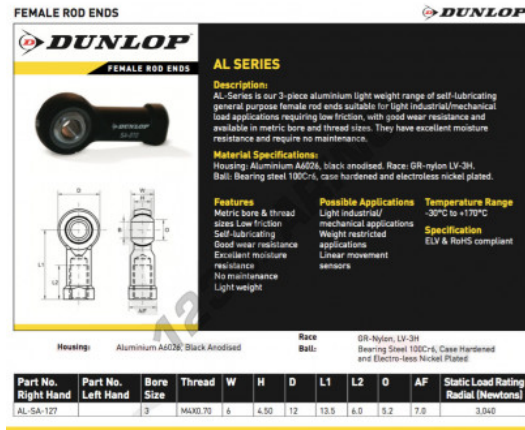 FEMALE ROD ENDS
DUNLOP
DUNLOP
FEMALE ROD ENDS
AL SERIES
Description:
AL-Series is our 3-piece aluminium light weight range of self-lubricating
general purpose female rod ends suitable for light industrial/mechanical
load applications requiring low friction, with good wear resistance and
available in metric bore and thread sizes. They have excellent moisture
resistance and require no maintenance.
Material Specifications:
Housing: Aluminium A6026, black anodised. Race: GR-nylon LV-3H.
Ball: Bearing steel 100Cr6, case hardened and electroless nickel plated.
DUNLOP
Features
Metric bore & thread
sizes Low friction
Self-lubricating
Good wear resistance
Excellent moisture
resistance
No maintenance
Light weight
Possible Applications
Light industrial/
mechanical applications
Weight restricted
applications
Linear movement
sensors
Temperature Range
-30°C to +170°C
Specification
ELV & RoHS compliant
D
W
H
B
O
L1
L2
AF
Housing: Aluminium A6026, Black Anodised
Race GR-Nylon, LV-3H
Ball: Bearing Steel 100Cr6, Case Hardened
and Electro-less Nickel Plated
Part No. Right Hand Part No. Left Hand Bore Size Thread W H D L1 L2 O AF Static Load Rating Radial (Newtons)
AL-SA-127 3 M4X0.70 6 4.50 12 13.5 6.0 5.2 7.0 3,040